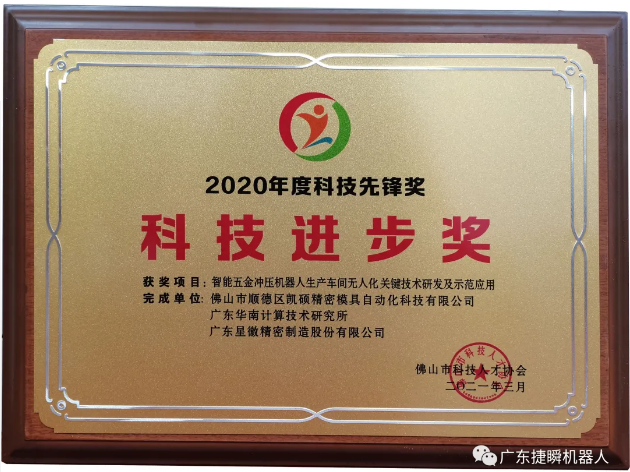 2020年度科技先锋奖
科技进步奖
获奖项目：智能五金冲压机器人生产车间无人化关键技术研发及示范应用
完成单位：佛山市顺德区凯硕精密模具自动化科技有限公司
广东华南计算技术研究所
广东星徽精密制造股份有限公司
佛山市科技人才协会
二〇二一年三月
广东捷瞬机器人